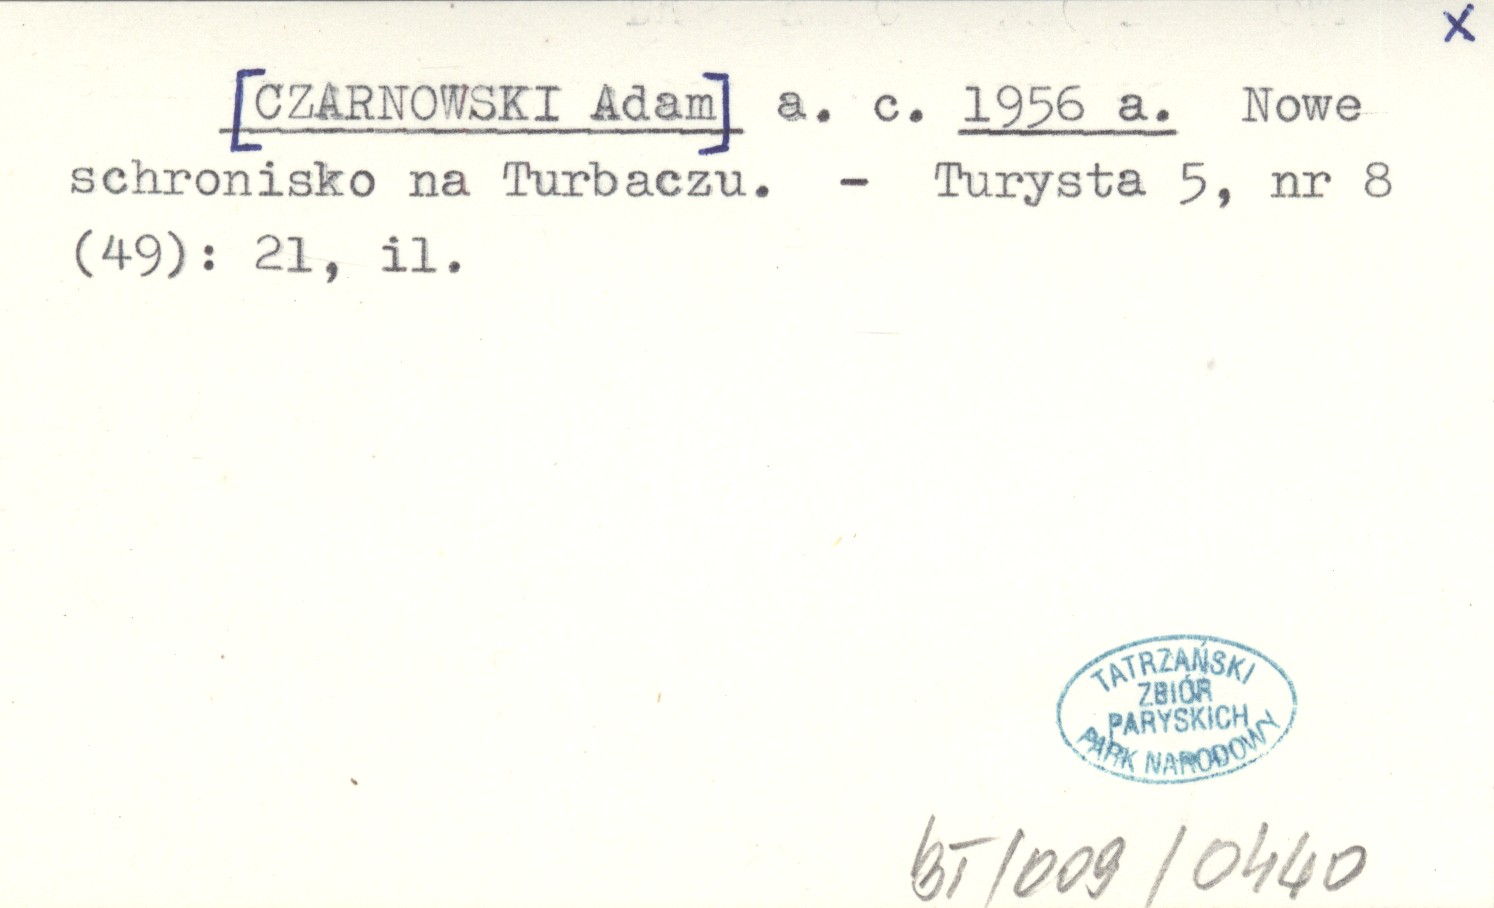 x
[CZARNOWSKI Adam] a. c. 1956 a. Nowe
schronisko na Turbaczu. - Turysta 5, nr 8
(49): 21, il.
TATRZAŃSKI
ZBIÓR
PARYSKICH
PARK NARODOWY
BT/009/0440